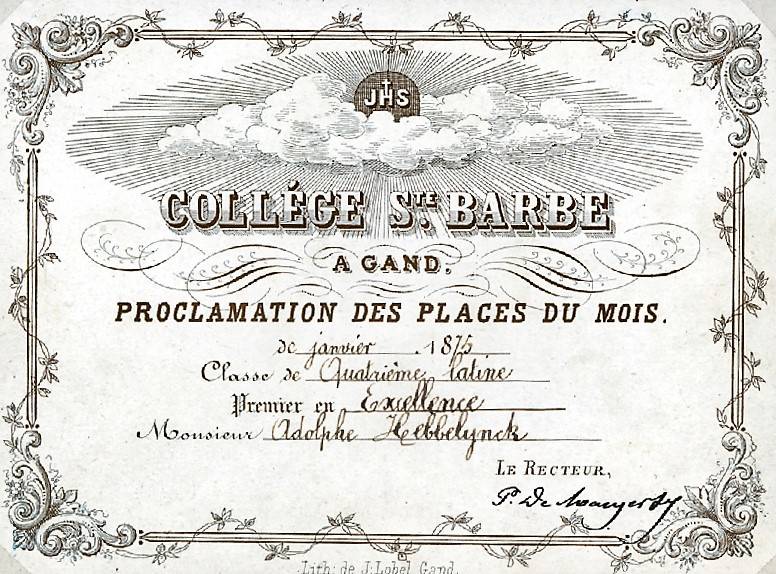 JHS
COLLÉGE STE. BARBE
A GAND.
PROCLAMATION DES PLACES DU MOIS.
de janvier . 1875
Classe de Quatrième latine
Premier en Excellence
Monsieur Adolphe Hebbelynck
LE RECTEUR,
P. De
Lith: de J: Lobel Gand.